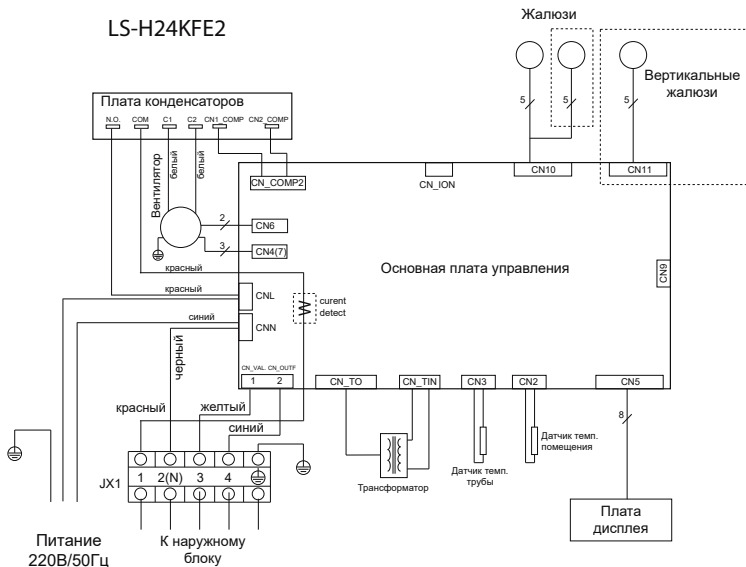 LS-H24KFE2
Жалюзи
Вертикальные
жалюзи
5
5
5
Плата конденсаторов
N.O.
COM
C1
C2
CN1_COMP
CN2_COMP
Вентилятор
белый
белый
CN_COMP2
CN_ION
CN10
CN11
2
CN6
3
CN4(7)
Основная плата управления
CN9
красный
красный
CNL
curent
detect
синий
CNN
черный
CN_VAL
CN_OUTF
1
2
CN_TO
CN_TIN
CN3
CN2
CN5
красный
желтый
синий
8
Датчик темп.
помещения
Датчик темп.
трубы
Трансформатор
JX1
1
2(N)
3
4
Плата
дисплея
Питание
220В/50Гц
К наружному
блоку